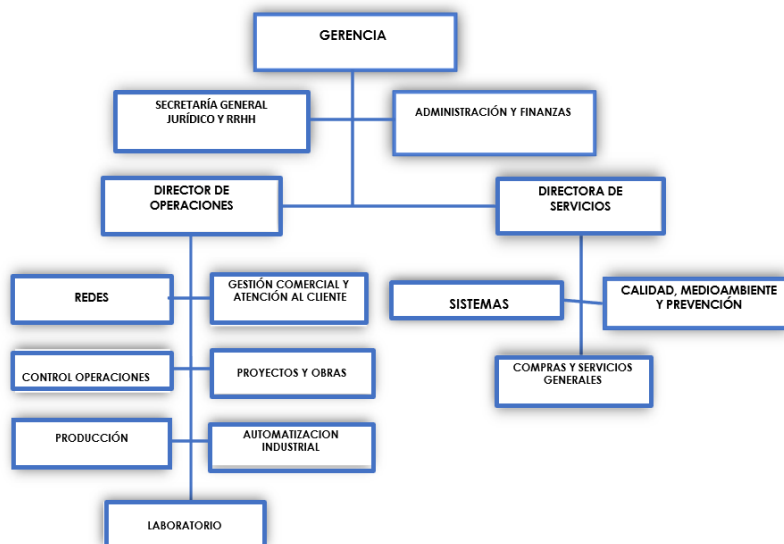 GERENCIA
SECRETARÍA GENERAL
JURÍDICO Y RRHH
ADMINISTRACIÓN Y FINANZAS
DIRECTOR DE
OPERACIONES
DIRECTORA DE
SERVICIOS
REDES
GESTIÓN COMERCIAL Y
ATENCIÓN AL CLIENTE
SISTEMAS
CALIDAD, MEDIOAMBIENTE
Y PREVENCIÓN
CONTROL OPERACIONES
PROYECTOS Y OBRAS
COMPRAS Y SERVICIOS
GENERALES
PRODUCCIÓN
AUTOMATIZACION
INDUSTRIAL
LABORATORIO